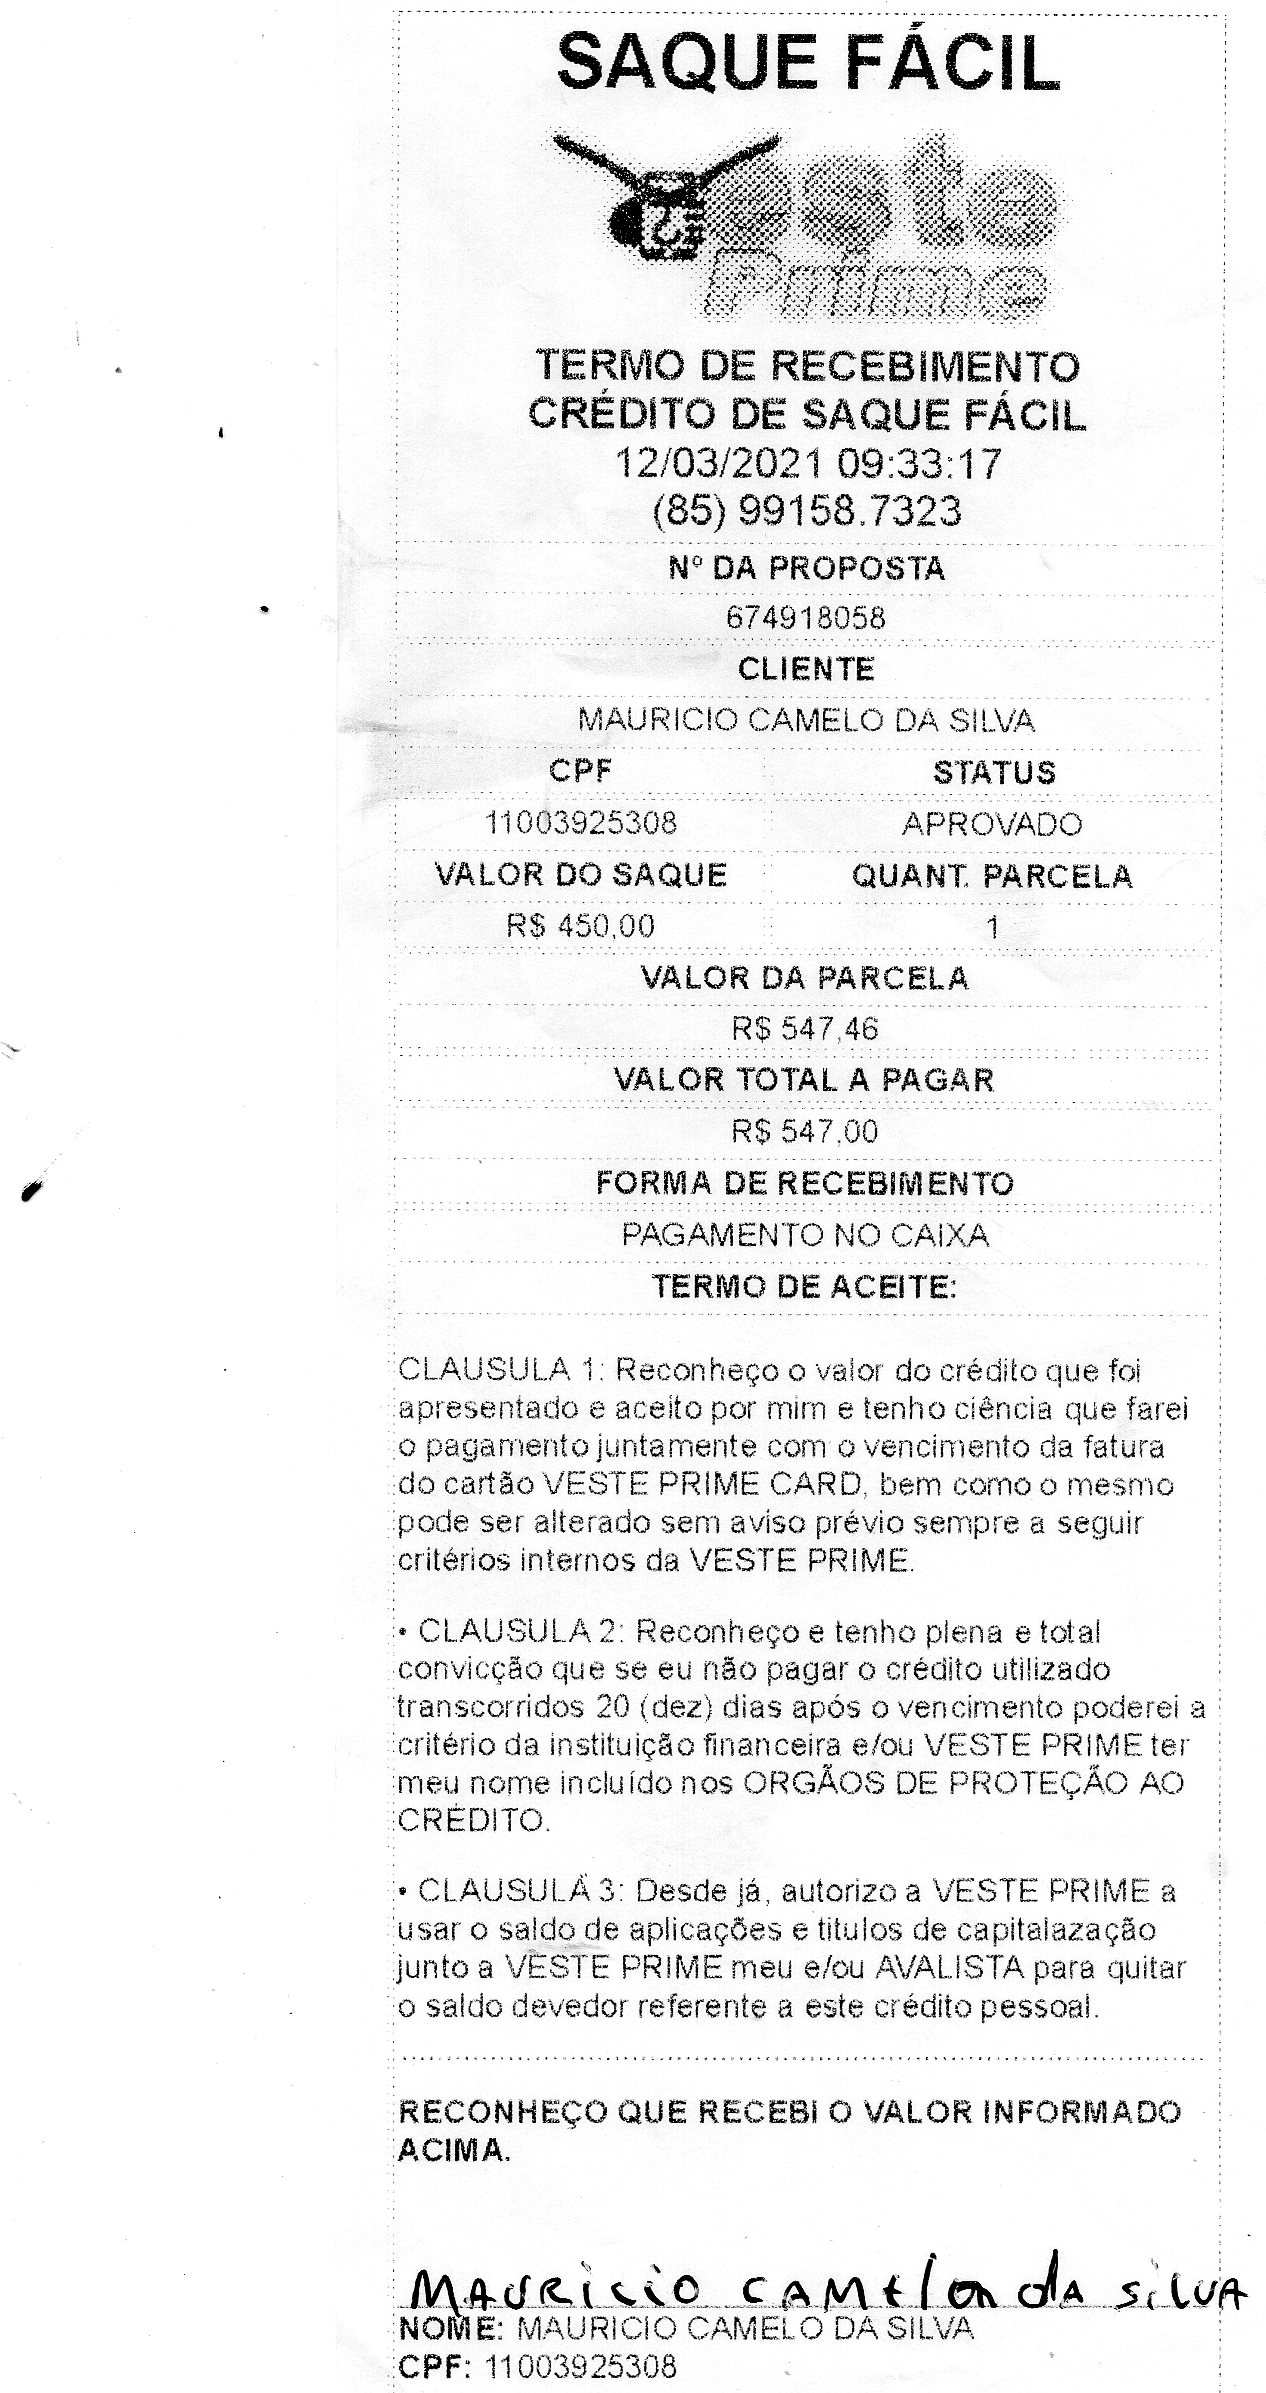 SAQUE FÁCIL
este
Prime
TERMO DE RECEBIMENTO
CRÉDITO DE SAQUE FÁCIL
12/03/2021 09:33:17
(85) 99158.7323
Nº DA PROPOSTA
674918058
CLIENTE
MAURICIO CAMELO DA SILVA
CPF STATUS
11003925308 APROVADO
VALOR DO SAQUE QUANT. PARCELA
R$ 450,00 1
VALOR DA PARCELA
R$ 547,46
VALOR TOTAL A PAGAR
R$ 547,00
FORMA DE RECEBIMENTO
PAGAMENTO NO CAIXA
TERMO DE ACEITE:
CLAUSULA 1: Reconheço o valor do crédito que foi
apresentado e aceito por mim e tenho ciência que farei
o pagamento juntamente com o vencimento da fatura
do cartão VESTE PRIME CARD, bem como o mesmo
pode ser alterado sem aviso prévio sempre a seguir
critérios internos da VESTE PRIME.
• CLAUSULA 2: Reconheço e tenho plena e total
convicção que se eu não pagar o crédito utilizado
transcorridos 20 (dez) dias após o vencimento poderei a
critério da instituição financeira e/ou VESTE PRIME ter
meu nome incluído nos ORGÃOS DE PROTEÇÃO AO
CRÉDITO.
• CLAUSULA 3: Desde já, autorizo a VESTE PRIME a
usar o saldo de aplicações e titulos de capitalazação
junto a VESTE PRIME meu e/ou AVALISTA para quitar
o saldo devedor referente a este crédito pessoal.
RECONHEÇO QUE RECEBI O VALOR INFORMADO
ACIMA.
MAURICIO CAMElOn dA SilVA
NOME: MAURICIO CAMELO DA SILVA
CPF: 11003925308